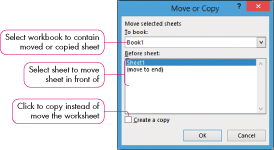 Move or Copy
Move selected sheets
To book:
Book1
Before sheet:
Sheet1
(move to end)
Create a copy
OK
Cancel
Select workbook to contain
moved or copied sheet
Select sheet to move
sheet in front of
Click to copy instead of
move the worksheet